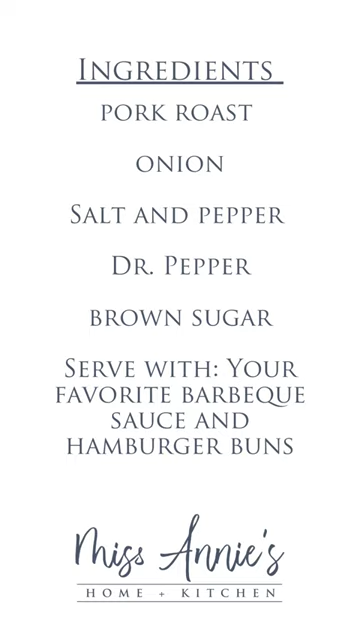 Ingredients
pork roast
onion
Salt and pepper
Dr. Pepper
brown sugar
Serve with: Your
favorite barbeque
sauce and
hamburger buns
Miss Annie's
HOME + KITCHEN